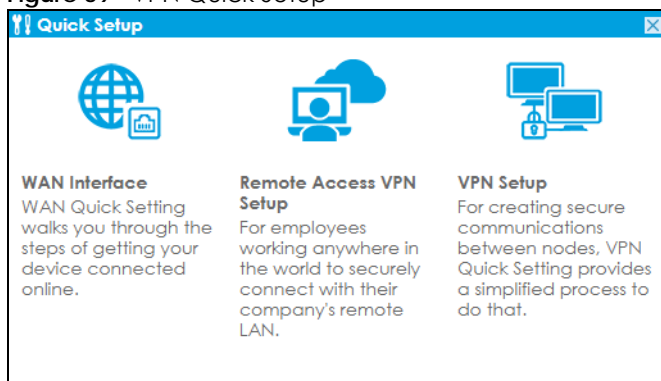 Quick Setup
WAN Interface
WAN Quick Setting
walks you through the
steps of getting your
device connected
online.
Remote Access VPN
Setup
For employees
working anywhere in
the world to securely
connect with their
company's remote
LAN.
VPN Setup
For creating secure
communications
between nodes, VPN
Quick Setting provides
a simplified process to
do that.